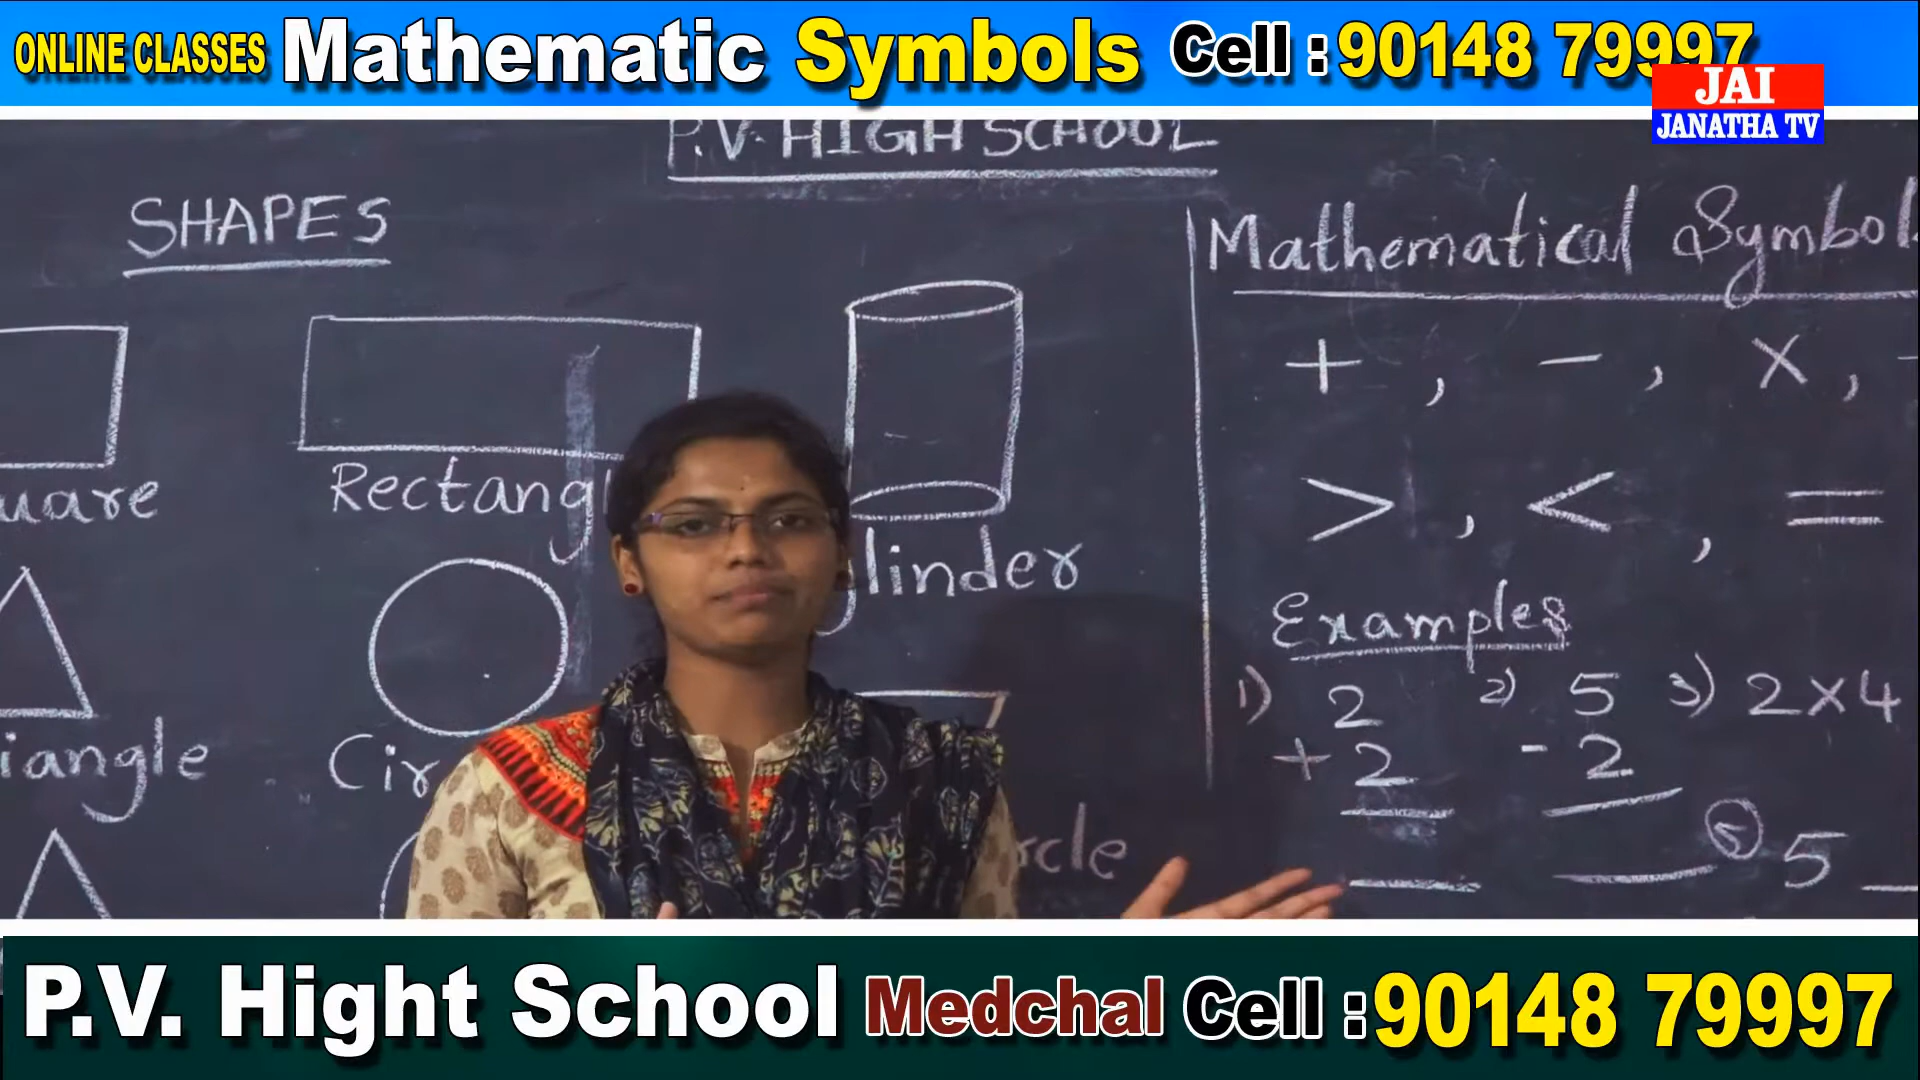 ONLINE CLASSES Mathematic Symbols Cell : 90148 79997
JAI
JANATHA TV
P.V. HIGH SCHOOL
SHAPES
uare
Rectang
linder
iangle
Cir
rcle
Mathematical Symbol
+ , - , × ,
> , < , =
Examples
1) 2 2) 5 3) 2×4
+ 2 - 2
5
P.V. Hight School Medchal Cell : 90148 79997